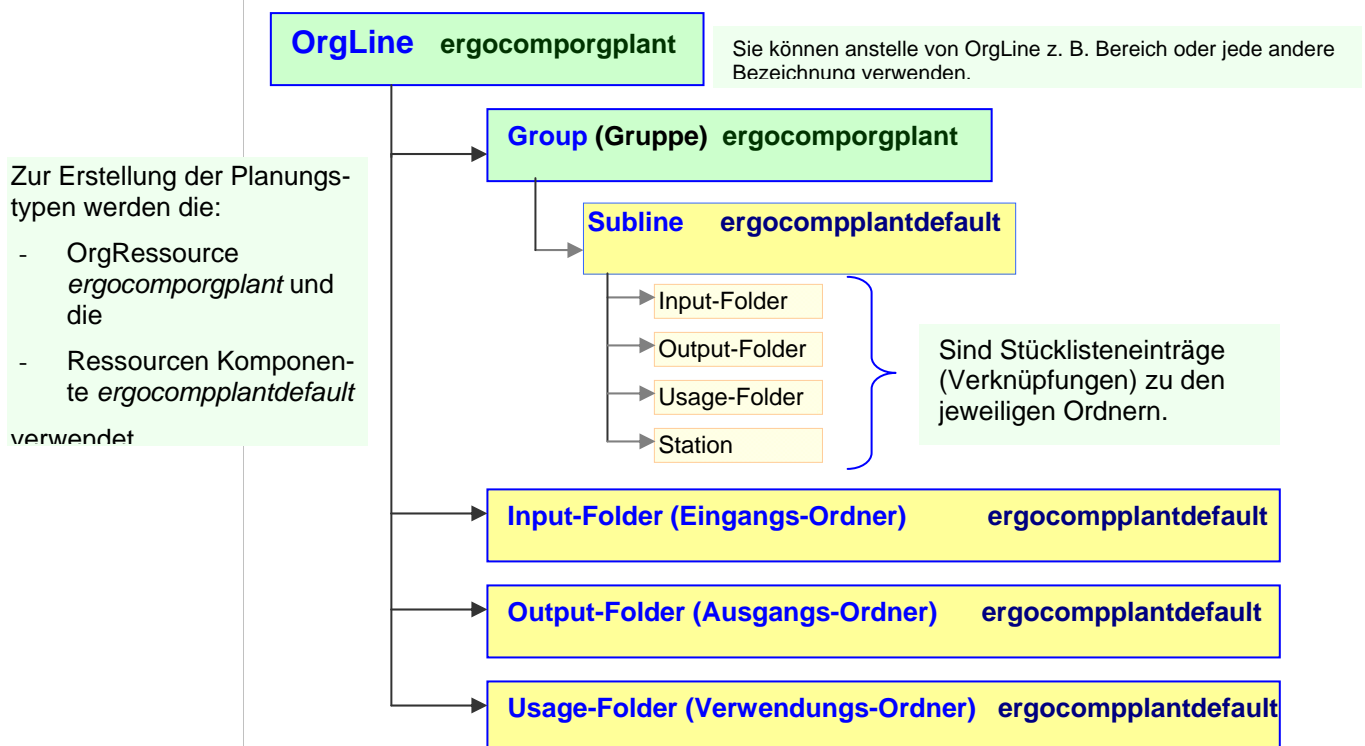 OrgLine ergocomporgplant
Sie können anstelle von OrgLine z. B. Bereich oder jede andere
Bezeichnung verwenden.
Group (Gruppe) ergocomporgplant
Zur Erstellung der Planungs-
typen werden die:
- OrgRessource
ergocomporgplant und
die
- Ressourcen Komponen-
te ergocompplantdefault
verwendet
Subline ergocompplantdefault
Input-Folder
Output-Folder
Usage-Folder
Station
Sind Stücklisteneinträge
(Verknüpfungen) zu den
jeweiligen Ordnern.
Input-Folder (Eingangs-Ordner) ergocompplantdefault
Output-Folder (Ausgangs-Ordner) ergocompplantdefault
Usage-Folder (Verwendungs-Ordner) ergocompplantdefault